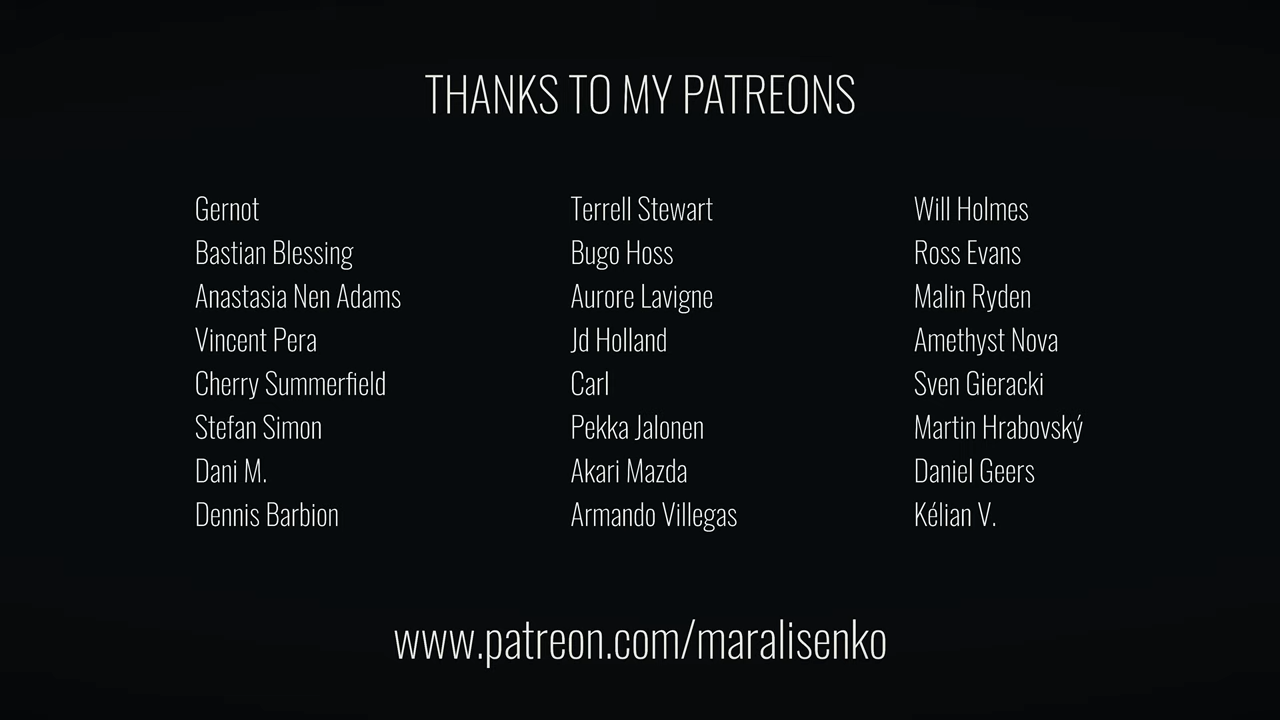 THANKS TO MY PATREONS
Gernot
Bastian Blessing
Anastasia Nen Adams
Vincent Pera
Cherry Summerfield
Stefan Simon
Dani M.
Dennis Barbion
Terrell Stewart
Bugo Hoss
Aurore Lavigne
Jd Holland
Carl
Pekka Jalonen
Akari Mazda
Armando Villegas
Will Holmes
Ross Evans
Malin Ryden
Amethyst Nova
Sven Gieracki
Martin Hrabovský
Daniel Geers
Kélian V.
www.patreon.com/maralisenko